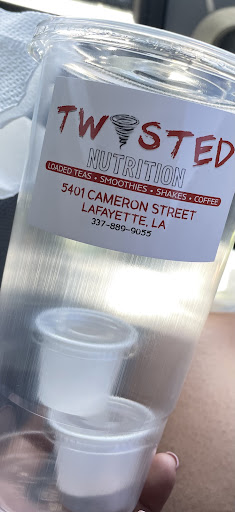 TWISTED
NUTRITION
LOADED TEAS • SMOOTHIES • SHAKES • COFFEE
5401 CAMERON STREET
LAFAYETTE, LA
337-889-9055